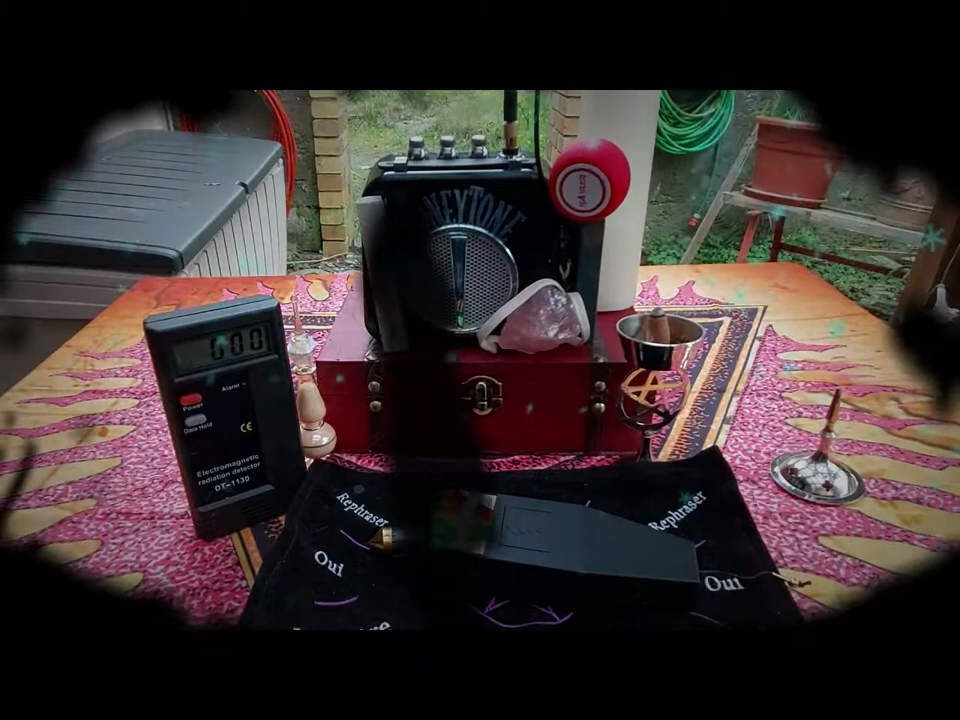 NEYTONE
000
Power
Alarm
Data Hold
CE
Electromagnetic
radiation detector
DT-1130
Rephraser
Rephraser
Oui
Oui